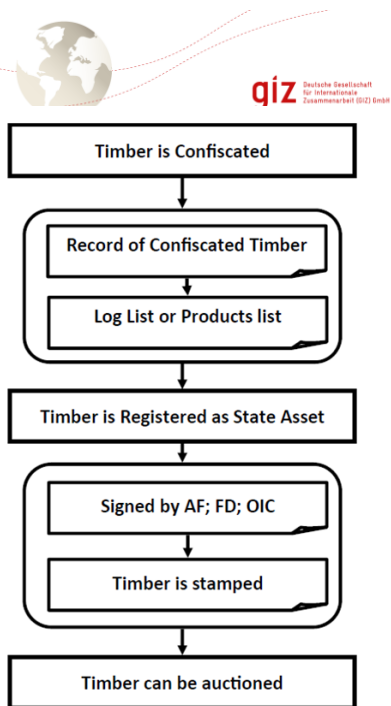 giz Deutsche Gesellschaft
für Internationale
Zusammenarbeit (GIZ) GmbH
Timber is Confiscated
Record of Confiscated Timber
Log List or Products list
Timber is Registered as State Asset
Signed by AF; FD; OIC
Timber is stamped
Timber can be auctioned